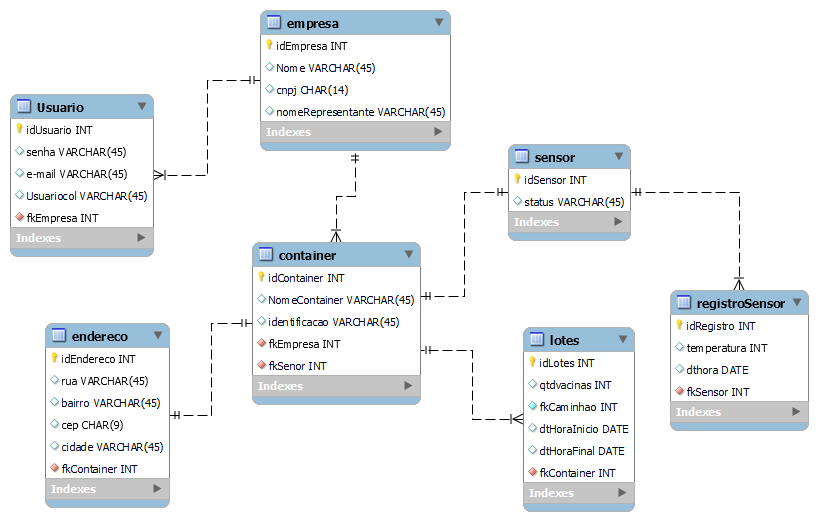 empresa
idEmpresa INT
Nome VARCHAR(45)
cnpj CHAR(14)
nomeRepresentante VARCHAR(45)
Indexes
Usuario
idUsuario INT
senha VARCHAR(45)
e-mail VARCHAR(45)
Usuariocol VARCHAR(45)
fkEmpresa INT
Indexes
sensor
idSensor INT
status VARCHAR(45)
Indexes
container
idContainer INT
NomeContainer VARCHAR(45)
identificacao VARCHAR(45)
fkEmpresa INT
fkSenor INT
Indexes
registroSensor
idRegistro INT
temperatura INT
dthora DATE
fkSensor INT
Indexes
endereco
idEndereco INT
rua VARCHAR(45)
bairro VARCHAR(45)
cep CHAR(9)
cidade VARCHAR(45)
fkContainer INT
Indexes
lotes
idLotes INT
qtdvacinas INT
fkCaminhao INT
dtHoraInicio DATE
dtHoraFinal DATE
fkContainer INT
Indexes